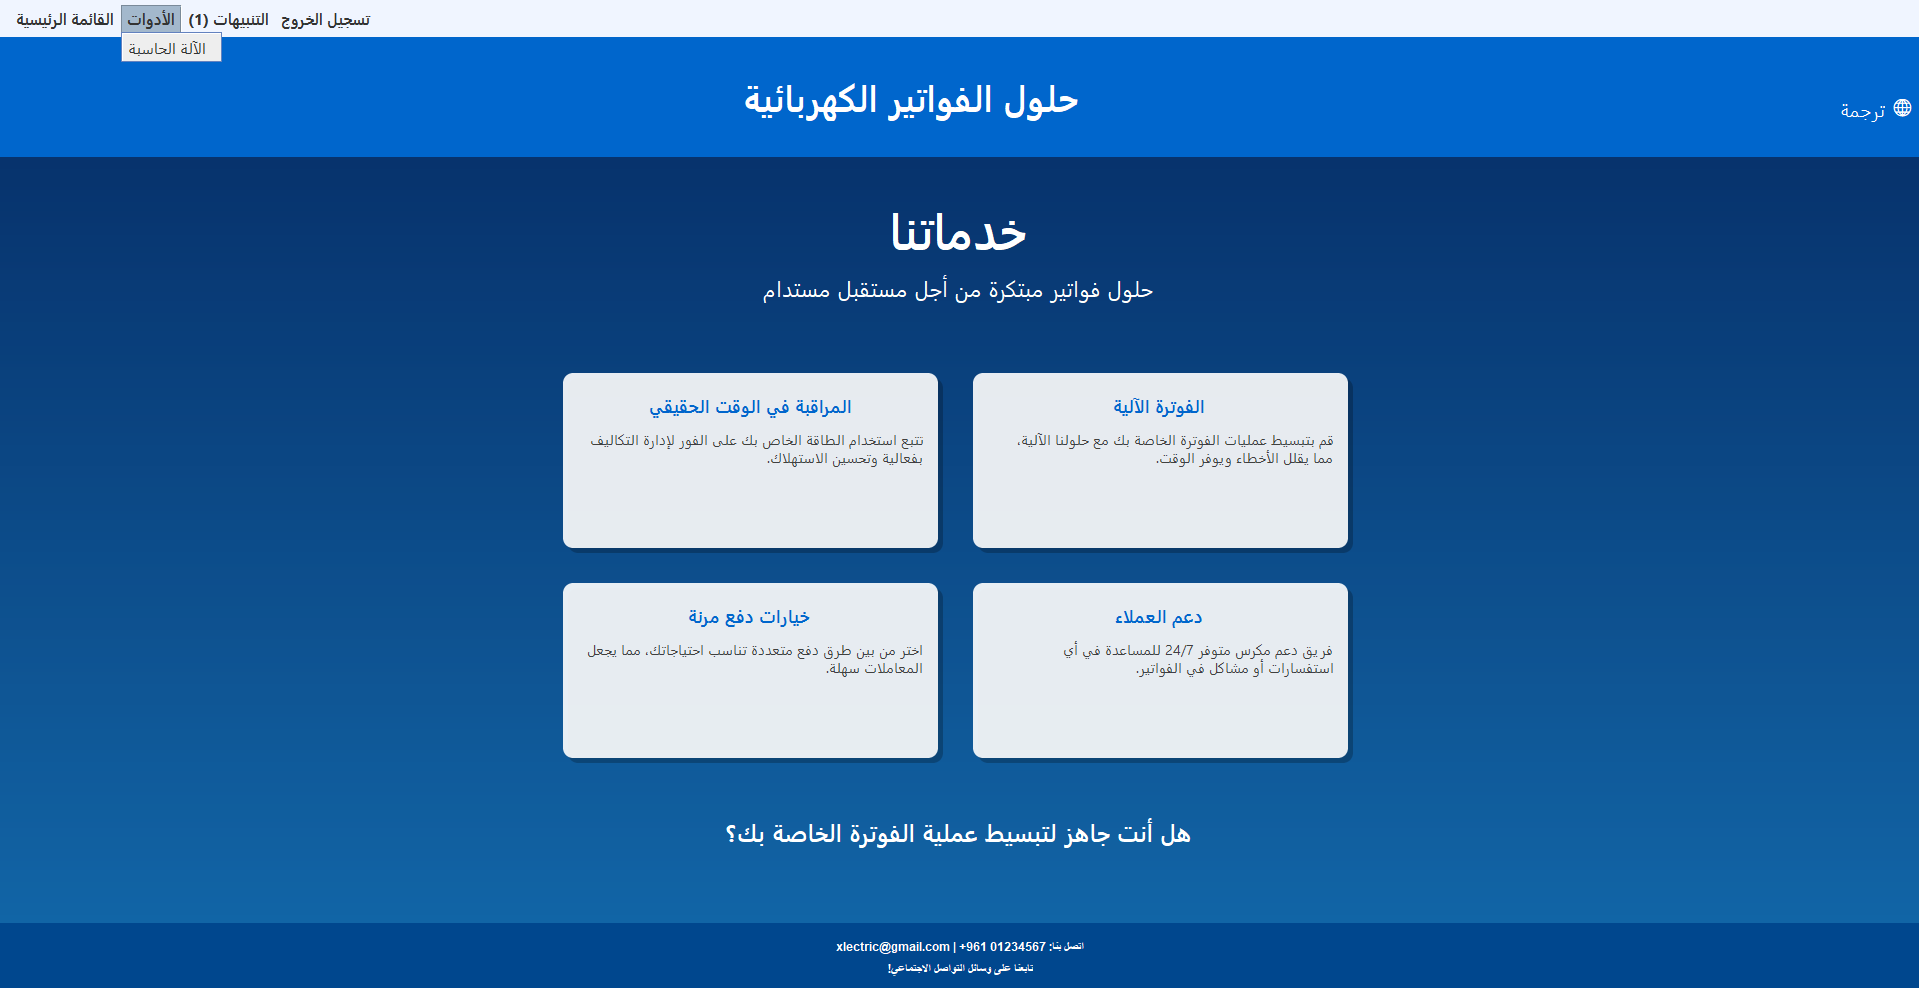 القائمة الرئيسية
الأدوات
التنبيهات (1)
تسجيل الخروج
الآلة الحاسبة
حلول الفواتير الكهربائية
ترجمة
خدماتنا
حلول فواتير مبتكرة من أجل مستقبل مستدام
الفوترة الآلية
قم بتبسيط عمليات الفوترة الخاصة بك مع حلولنا الآلية،
مما يقلل الأخطاء ويوفر الوقت.
المراقبة في الوقت الحقيقي
تتبع استخدام الطاقة الخاص بك على الفور لإدارة التكاليف
بفعالية وتحسين الاستهلاك.
دعم العملاء
فريق دعم مكرس متوفر 24/7 للمساعدة في أي
استفسارات أو مشاكل في الفواتير.
خيارات دفع مرنة
اختر من بين طرق دفع متعددة تناسب احتياجاتك، مما يجعل
المعاملات سهلة.
هل أنت جاهز لتبسيط عملية الفوترة الخاصة بك؟
اتصل بنا: xlectric@gmail.com | +961 01234567
تابعنا على وسائل التواصل الاجتماعي!